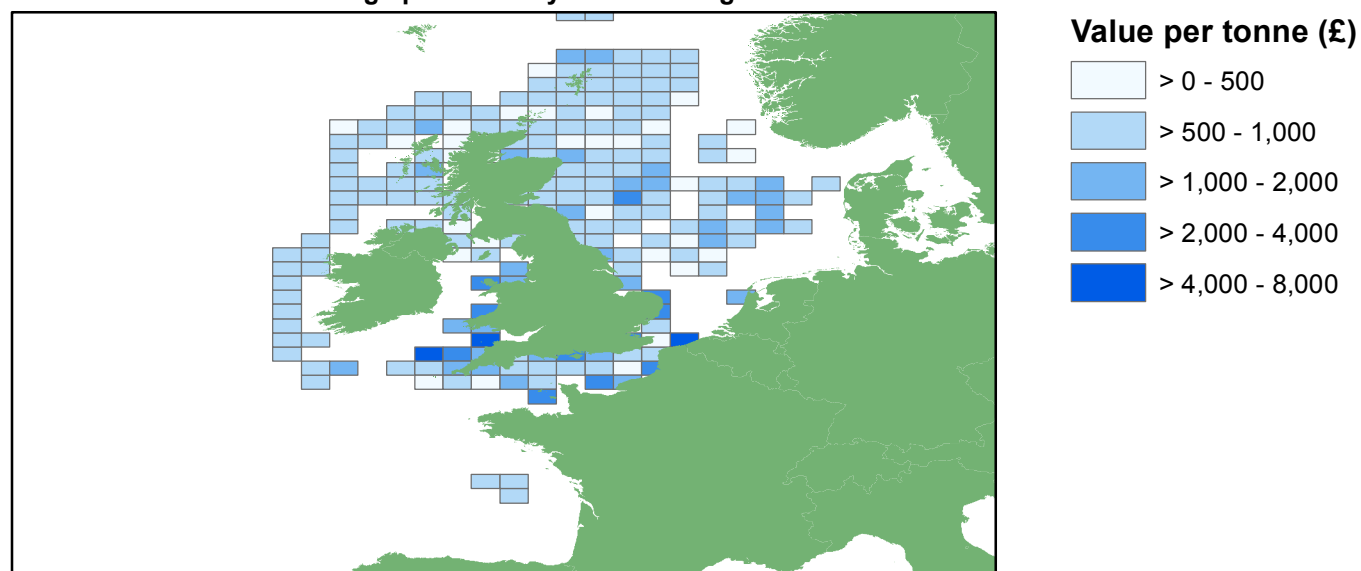 Value per tonne (£)
> 0 - 500
> 500 - 1,000
> 1,000 - 2,000
> 2,000 - 4,000
> 4,000 - 8,000